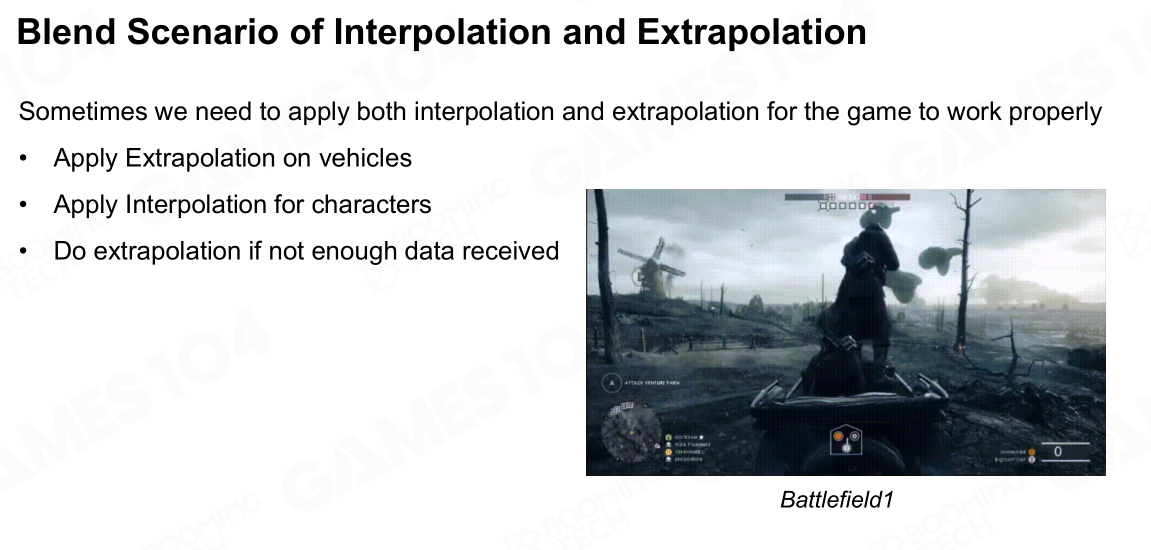 Blend Scenario of Interpolation and Extrapolation
Sometimes we need to apply both interpolation and extrapolation for the game to work properly
• Apply Extrapolation on vehicles
• Apply Interpolation for characters
• Do extrapolation if not enough data received
A ATTACK VENTURE FARM
0
Battlefield1
GAMES 104
BOOMING
TECH